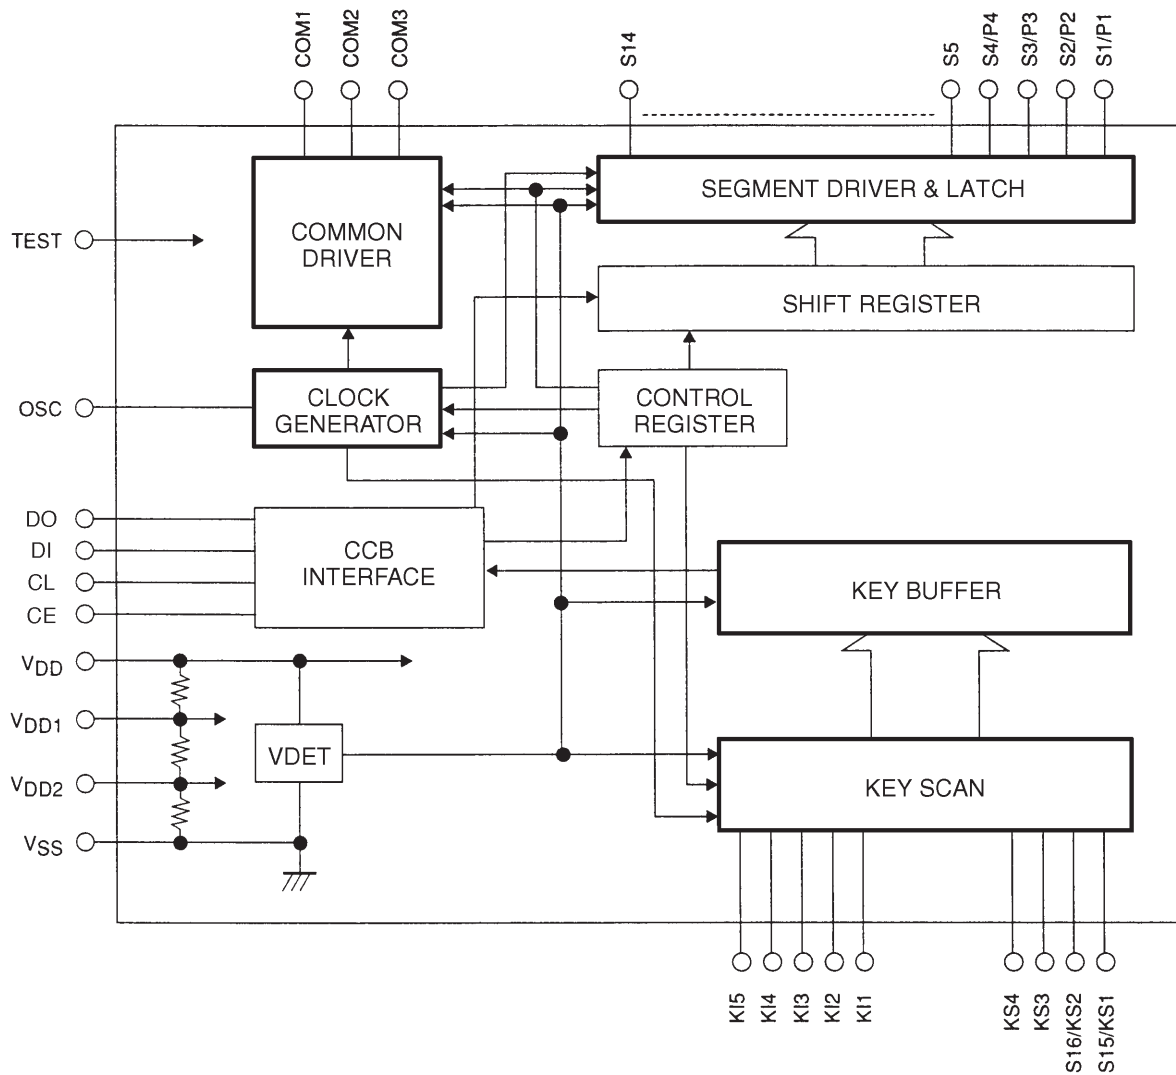 COM1
COM2
COM3
S14
S5
S4/P4
S3/P3
S2/P2
S1/P1
SEGMENT DRIVER & LATCH
COMMON
DRIVER
TEST
SHIFT REGISTER
CLOCK
GENERATOR
CONTROL
REGISTER
OSC
DO
DI
CL
CE
CCB
INTERFACE
KEY BUFFER
VDD
VDD1
VDD2
VSS
VDET
KEY SCAN
KI5
KI4
KI3
KI2
KI1
KS4
KS3
S16/KS2
S15/KS1